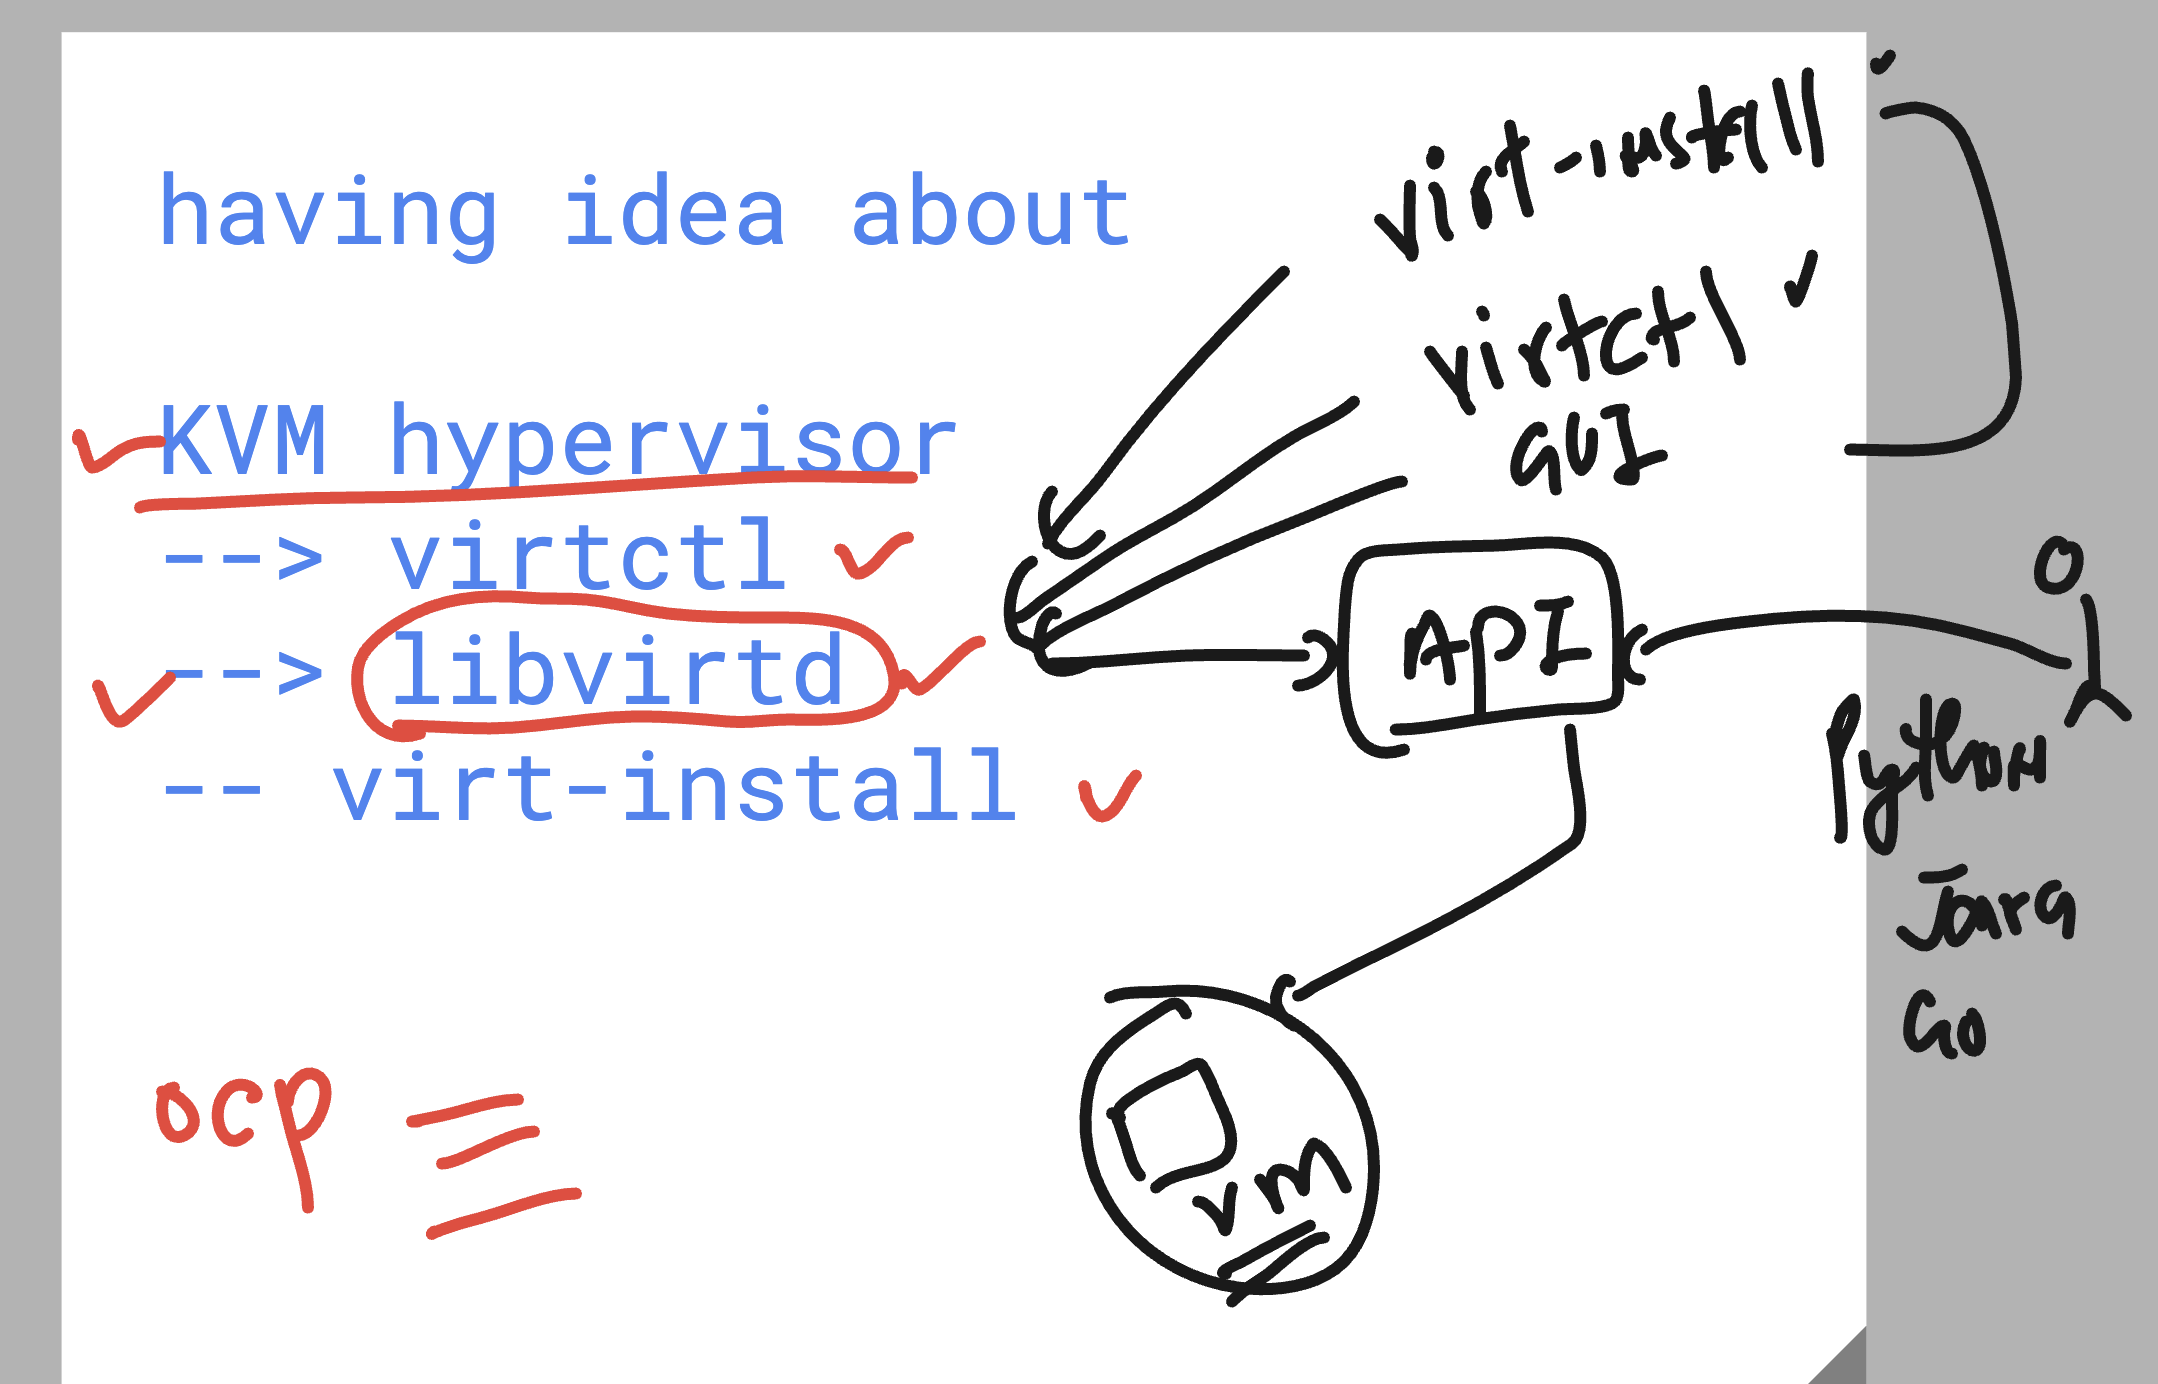 having idea about
KVM hypervisor
--> virtctl
--> libvirtd
-- virt-install
virt-install
virtctl
GUI
API
Python
Java
Go
vm
ocp